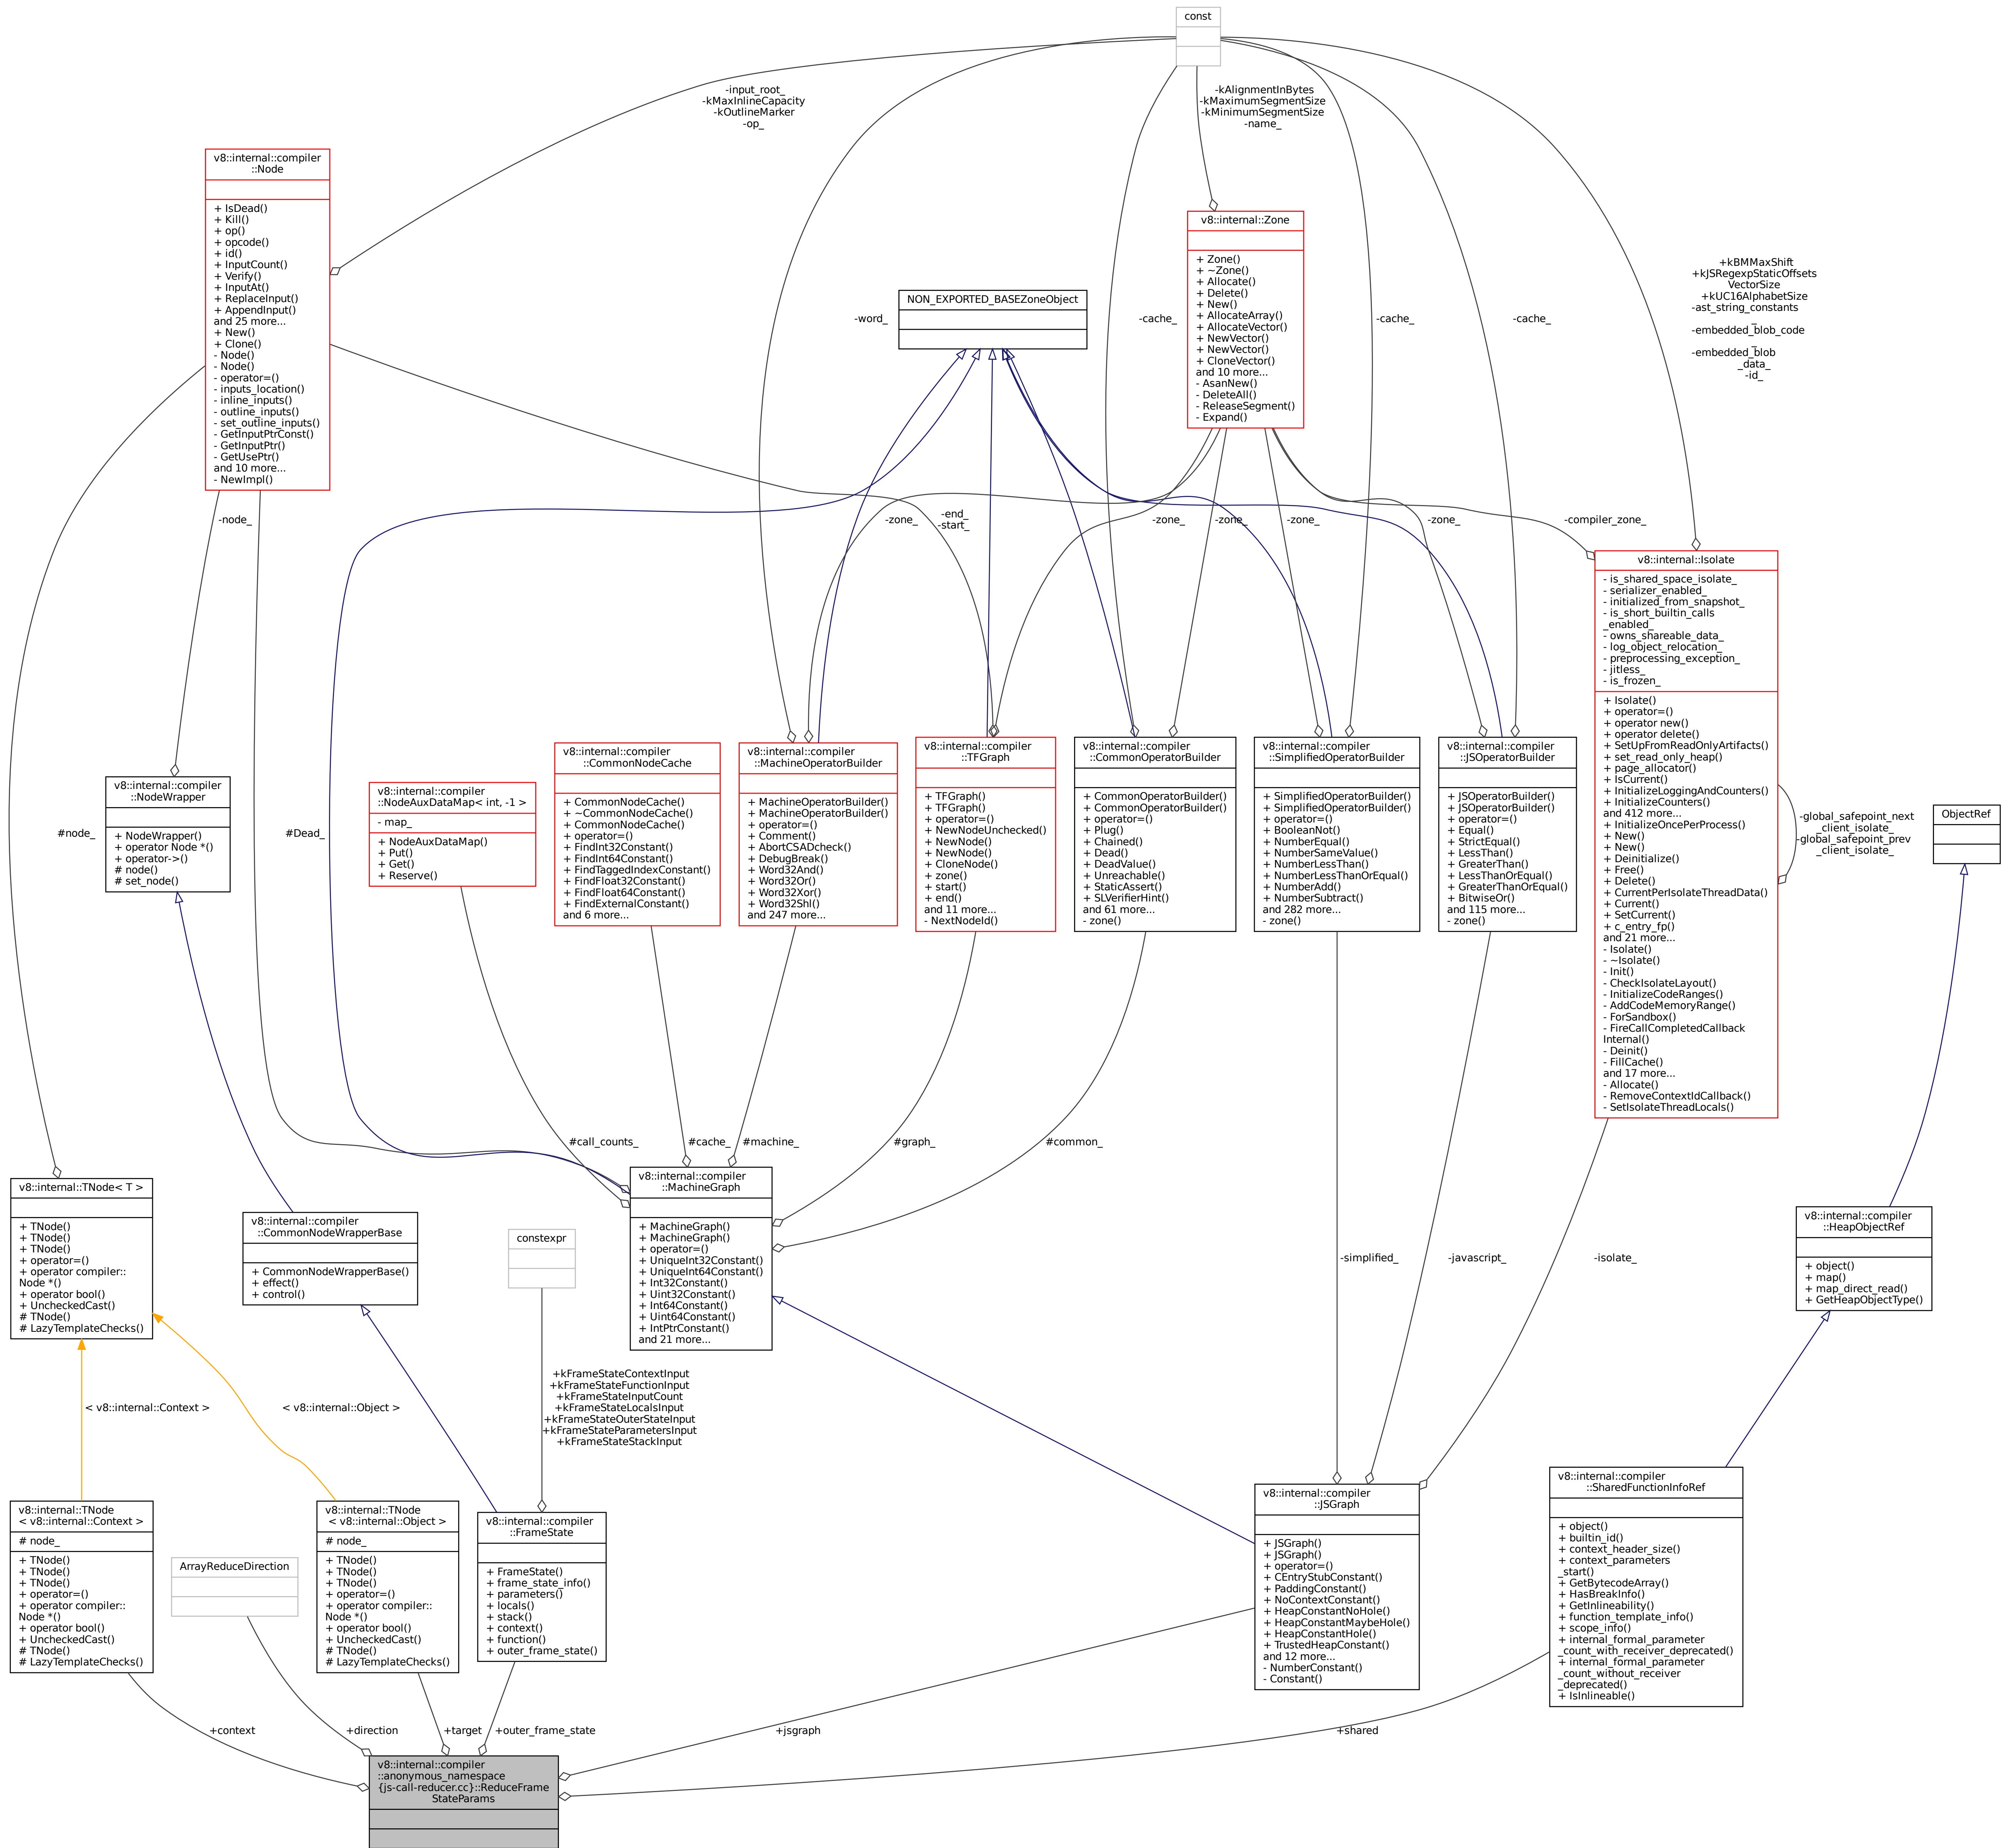 const
-input_root_
-kMaxInlineCapacity
-kOutlineMarker
-op_
-kAlignmentInBytes
-kMaximumSegmentSize
-kMinimumSegmentSize
-name_
v8::internal::compiler
::Node
+ IsDead()
+ Kill()
+ op()
+ opcode()
+ id()
+ InputCount()
+ Verify()
+ InputAt()
+ ReplaceInput()
+ AppendInput()
and 25 more...
+ New()
+ Clone()
- Node()
- Node()
- operator=()
- inputs_location()
- inline_inputs()
- outline_inputs()
- set_outline_inputs()
- GetInputPtrConst()
- GetInputPtr()
- GetUsePtr()
and 10 more...
- NewImpl()
v8::internal::Zone
+ Zone()
+ ~Zone()
+ Allocate()
+ Delete()
+ New()
+ AllocateArray()
+ AllocateVector()
+ NewVector()
+ NewVector()
+ CloneVector()
and 10 more...
- AsanNew()
- DeleteAll()
- ReleaseSegment()
- Expand()
NON_EXPORTED_BASEZoneObject
-word_
-cache_
-cache_
-cache_
+kBMMaxShift
+kJSRegexpStaticOffsets
VectorSize
+kUC16AlphabetSize
-ast_string_constants
_
-embedded_blob_code
_
-embedded_blob
_data_
-id_
-node_
-zone_
-end_
-start_
-zone_
-zone_
-zone_
-zone_
-compiler_zone_
v8::internal::Isolate
- is_shared_space_isolate_
- serializer_enabled_
- initialized_from_snapshot_
- is_short_builtin_calls
_enabled_
- owns_shareable_data_
- log_object_relocation_
- preprocessing_exception_
- jitless_
- is_frozen_
+ Isolate()
+ operator=()
+ operator new()
+ operator delete()
+ SetUpFromReadOnlyArtifacts()
+ set_read_only_heap()
+ page_allocator()
+ IsCurrent()
+ InitializeLoggingAndCounters()
+ InitializeCounters()
and 412 more...
+ InitializeOncePerProcess()
+ New()
+ New()
+ Deinitialize()
+ Free()
+ Delete()
+ CurrentPerIsolateThreadData()
+ Current()
+ SetCurrent()
+ c_entry_fp()
and 21 more...
- Isolate()
- ~Isolate()
- Init()
- CheckIsolateLayout()
- InitializeCodeRanges()
- AddCodeMemoryRange()
- ForSandbox()
- FireCallCompletedCallback
Internal()
- Deinit()
- FillCache()
and 17 more...
- Allocate()
- RemoveContextIdCallback()
- SetIsolateThreadLocals()
-global_safepoint_next
_client_isolate_
-global_safepoint_prev
_client_isolate_
ObjectRef
#node_
v8::internal::compiler
::NodeWrapper
+ NodeWrapper()
+ operator Node *()
+ operator->()
# node()
# set_node()
#Dead_
v8::internal::compiler
::NodeAuxDataMap< int, -1 >
- map_
+ NodeAuxDataMap()
+ Put()
+ Get()
+ Reserve()
v8::internal::compiler
::CommonNodeCache
+ CommonNodeCache()
+ ~CommonNodeCache()
+ CommonNodeCache()
+ operator=()
+ FindInt32Constant()
+ FindInt64Constant()
+ FindTaggedIndexConstant()
+ FindFloat32Constant()
+ FindFloat64Constant()
+ FindExternalConstant()
and 6 more...
v8::internal::compiler
::MachineOperatorBuilder
+ MachineOperatorBuilder()
+ MachineOperatorBuilder()
+ operator=()
+ Comment()
+ AbortCSADcheck()
+ DebugBreak()
+ Word32And()
+ Word32Or()
+ Word32Xor()
+ Word32Shl()
and 247 more...
v8::internal::compiler
::TFGraph
+ TFGraph()
+ TFGraph()
+ operator=()
+ NewNodeUnchecked()
+ NewNode()
+ NewNode()
+ CloneNode()
+ zone()
+ start()
+ end()
and 11 more...
- NextNodeId()
v8::internal::compiler
::CommonOperatorBuilder
+ CommonOperatorBuilder()
+ CommonOperatorBuilder()
+ operator=()
+ Plug()
+ Chained()
+ Dead()
+ DeadValue()
+ Unreachable()
+ StaticAssert()
+ SLVerifierHint()
and 61 more...
- zone()
v8::internal::compiler
::SimplifiedOperatorBuilder
+ SimplifiedOperatorBuilder()
+ SimplifiedOperatorBuilder()
+ operator=()
+ BooleanNot()
+ NumberEqual()
+ NumberSameValue()
+ NumberLessThan()
+ NumberLessThanOrEqual()
+ NumberAdd()
+ NumberSubtract()
and 282 more...
- zone()
v8::internal::compiler
::JSOperatorBuilder
+ JSOperatorBuilder()
+ JSOperatorBuilder()
+ operator=()
+ Equal()
+ StrictEqual()
+ LessThan()
+ GreaterThan()
+ LessThanOrEqual()
+ GreaterThanOrEqual()
+ BitwiseOr()
and 115 more...
- zone()
#call_counts_
#cache_
#machine_
#graph_
#common_
v8::internal::TNode< T >
+ TNode()
+ TNode()
+ TNode()
+ operator=()
+ operator compiler::
Node *()
+ operator bool()
+ UncheckedCast()
# TNode()
# LazyTemplateChecks()
v8::internal::compiler
::CommonNodeWrapperBase
+ CommonNodeWrapperBase()
+ effect()
+ control()
constexpr
v8::internal::compiler
::MachineGraph
+ MachineGraph()
+ MachineGraph()
+ operator=()
+ UniqueInt32Constant()
+ UniqueInt64Constant()
+ Int32Constant()
+ Uint32Constant()
+ Int64Constant()
+ Uint64Constant()
+ IntPtrConstant()
and 21 more...
-simplified_
-javascript_
-isolate_
v8::internal::compiler
::HeapObjectRef
+ object()
+ map()
+ map_direct_read()
+ GetHeapObjectType()
< v8::internal::Context >
< v8::internal::Object >
+kFrameStateContextInput
+kFrameStateFunctionInput
+kFrameStateInputCount
+kFrameStateLocalsInput
+kFrameStateOuterStateInput
+kFrameStateParametersInput
+kFrameStateStackInput
v8::internal::TNode
< v8::internal::Context >
# node_
+ TNode()
+ TNode()
+ TNode()
+ operator=()
+ operator compiler::
Node *()
+ operator bool()
+ UncheckedCast()
# TNode()
# LazyTemplateChecks()
ArrayReduceDirection
v8::internal::TNode
< v8::internal::Object >
# node_
+ TNode()
+ TNode()
+ TNode()
+ operator=()
+ operator compiler::
Node *()
+ operator bool()
+ UncheckedCast()
# TNode()
# LazyTemplateChecks()
v8::internal::compiler
::FrameState
+ FrameState()
+ frame_state_info()
+ parameters()
+ locals()
+ stack()
+ context()
+ function()
+ outer_frame_state()
v8::internal::compiler
::JSGraph
+ JSGraph()
+ JSGraph()
+ operator=()
+ CEntryStubConstant()
+ PaddingConstant()
+ NoContextConstant()
+ HeapConstantNoHole()
+ HeapConstantMaybeHole()
+ HeapConstantHole()
+ TrustedHeapConstant()
and 12 more...
- NumberConstant()
- Constant()
v8::internal::compiler
::SharedFunctionInfoRef
+ object()
+ builtin_id()
+ context_header_size()
+ context_parameters
_start()
+ GetBytecodeArray()
+ HasBreakInfo()
+ GetInlineability()
+ function_template_info()
+ scope_info()
+ internal_formal_parameter
_count_with_receiver_deprecated()
+ internal_formal_parameter
_count_without_receiver
_deprecated()
+ IsInlineable()
+context
+direction
+target
+outer_frame_state
+jsgraph
+shared
v8::internal::compiler
::anonymous_namespace
{js-call-reducer.cc}::ReduceFrame
StateParams